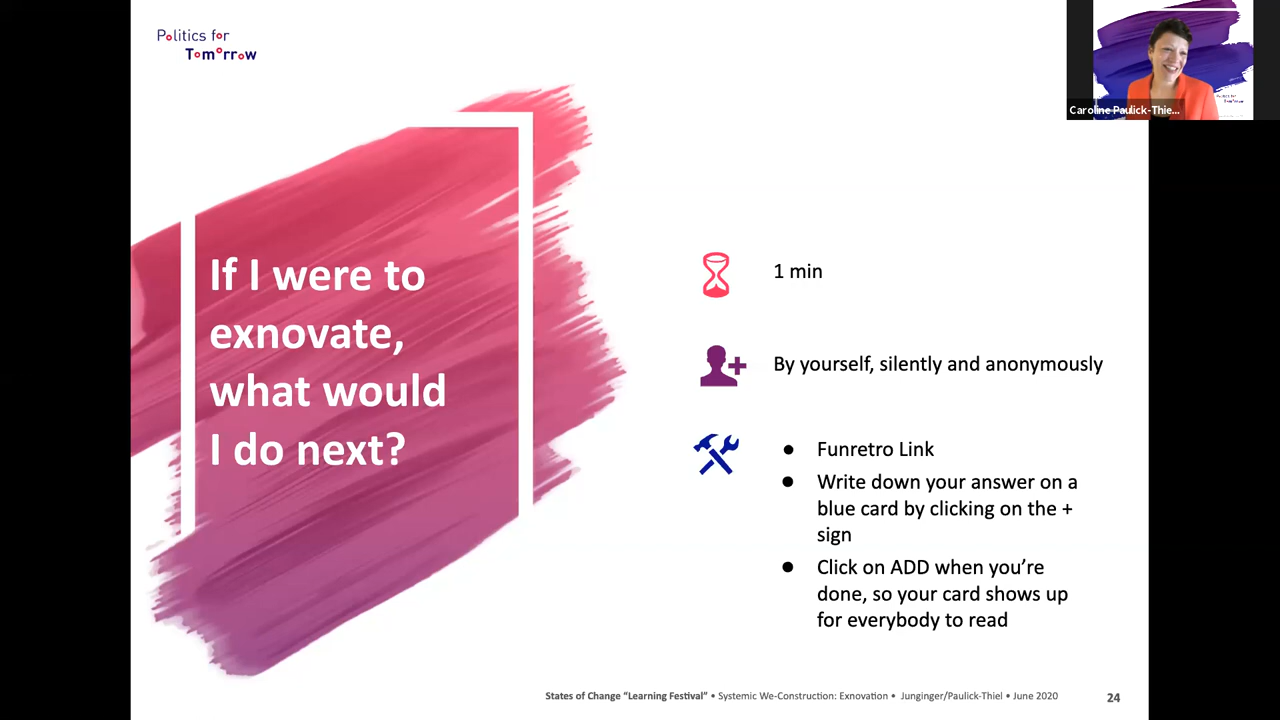 Politics for
Tomorrow
Caroline Paulick-Thie...
If I were to
exnovate,
what would
I do next?
1 min
By yourself, silently and anonymously
● Funretro Link
● Write down your answer on a
blue card by clicking on the +
sign
● Click on ADD when you’re
done, so your card shows up
for everybody to read
States of Change “Learning Festival” • Systemic We-Construction: Exnovation • Junginger/Paulick-Thiel • June 2020
24